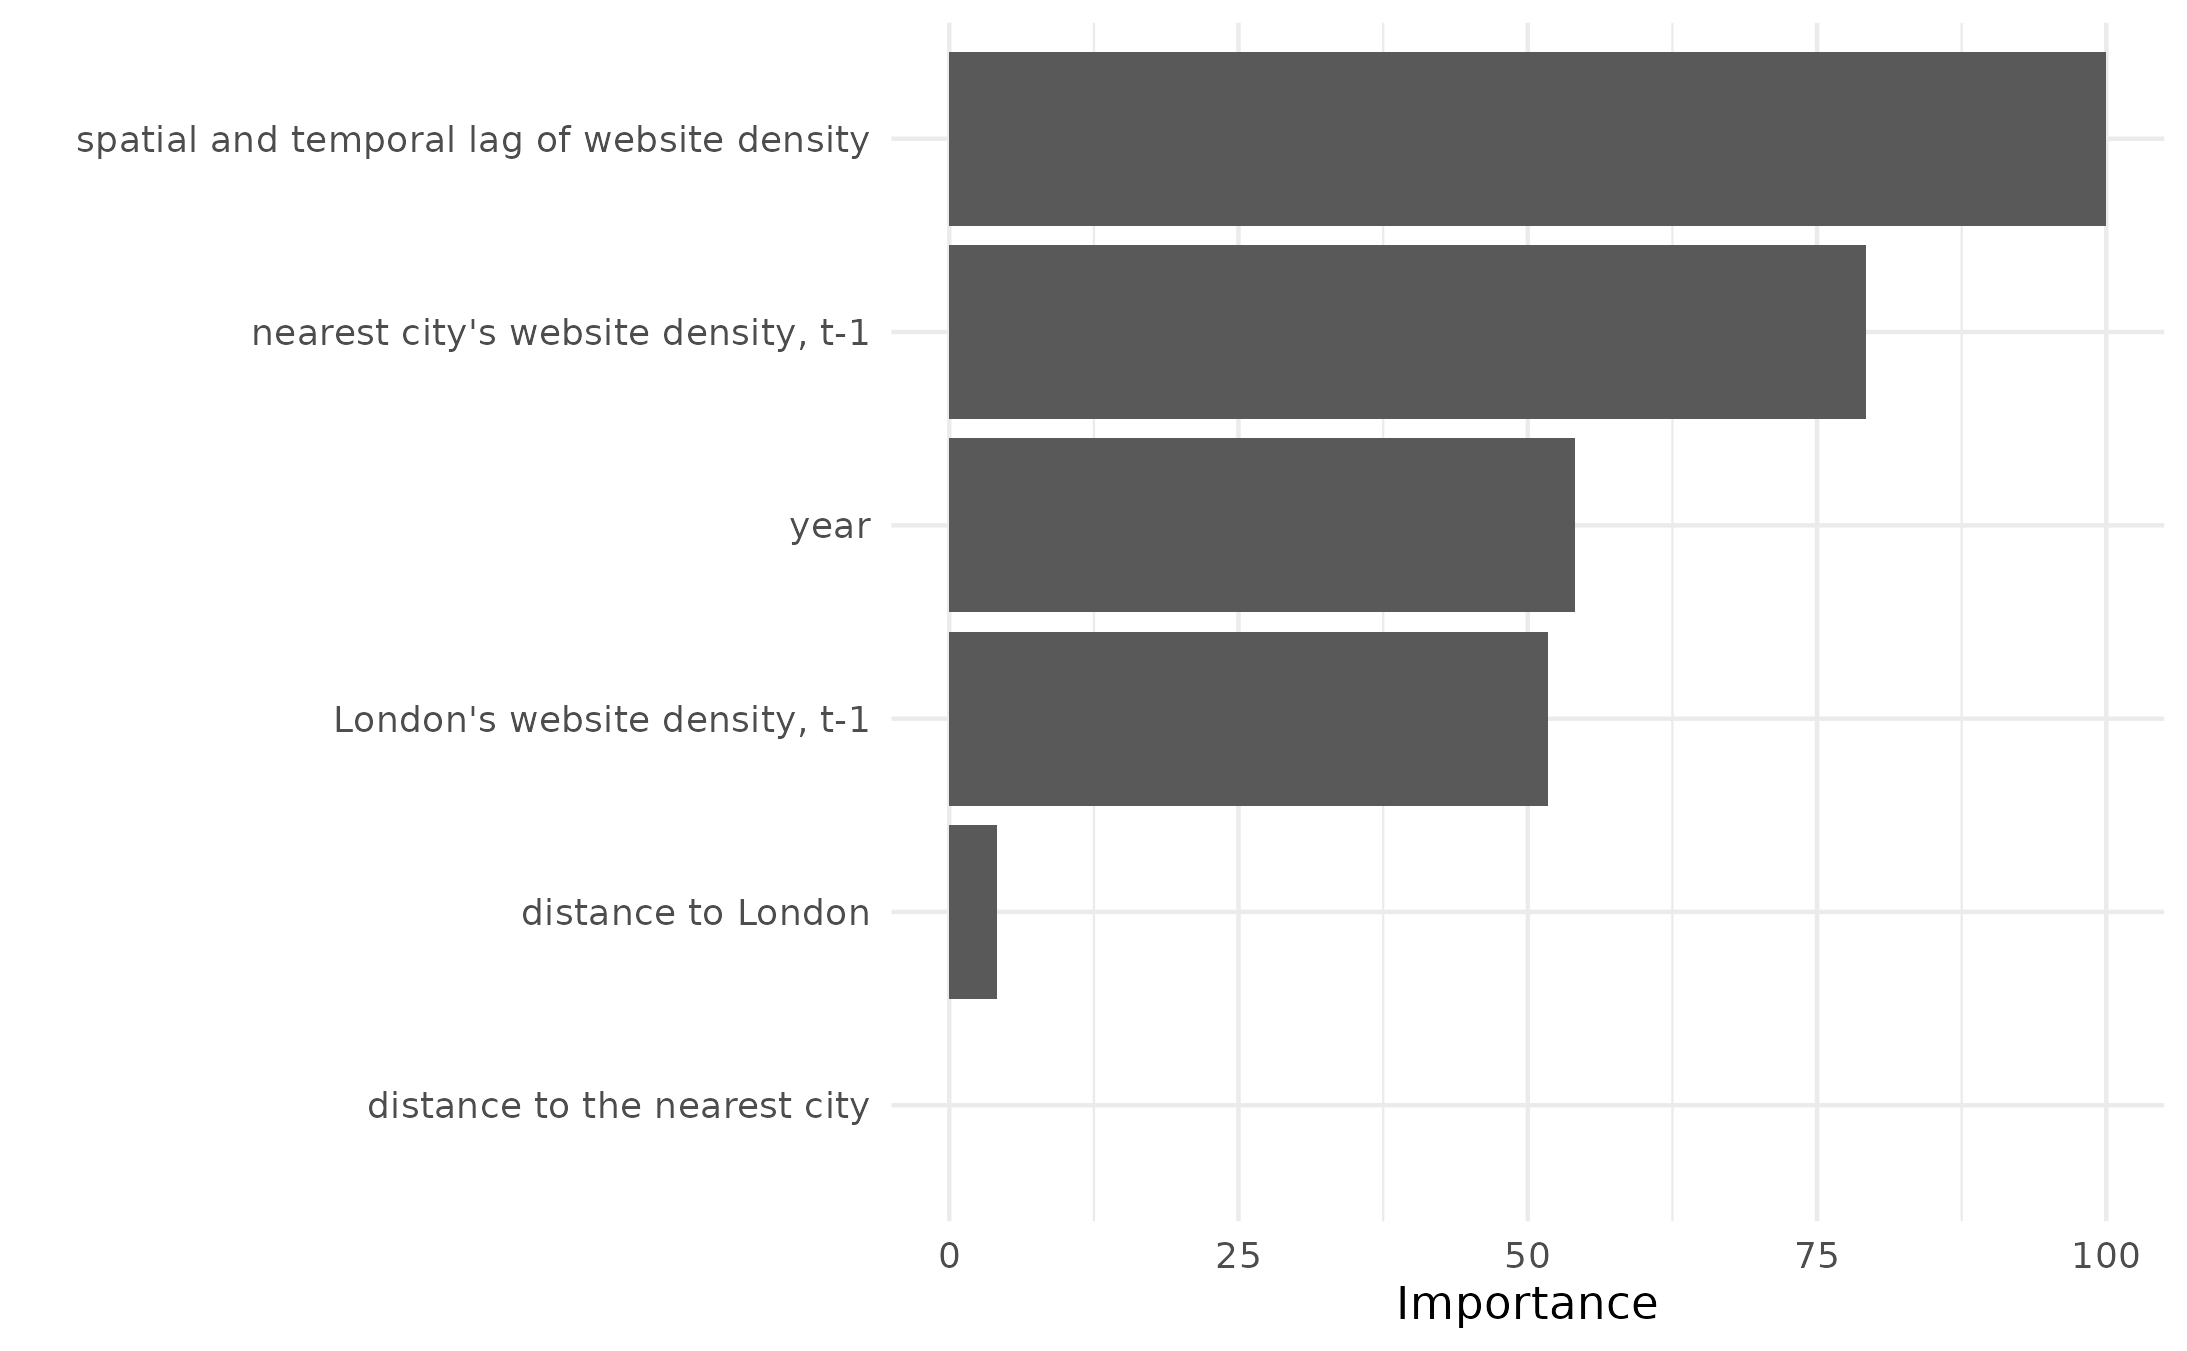 spatial and temporal lag of website density
nearest city's website density, t-1
year
London's website density, t-1
distance to London
distance to the nearest city
0 25 50 75 100
Importance